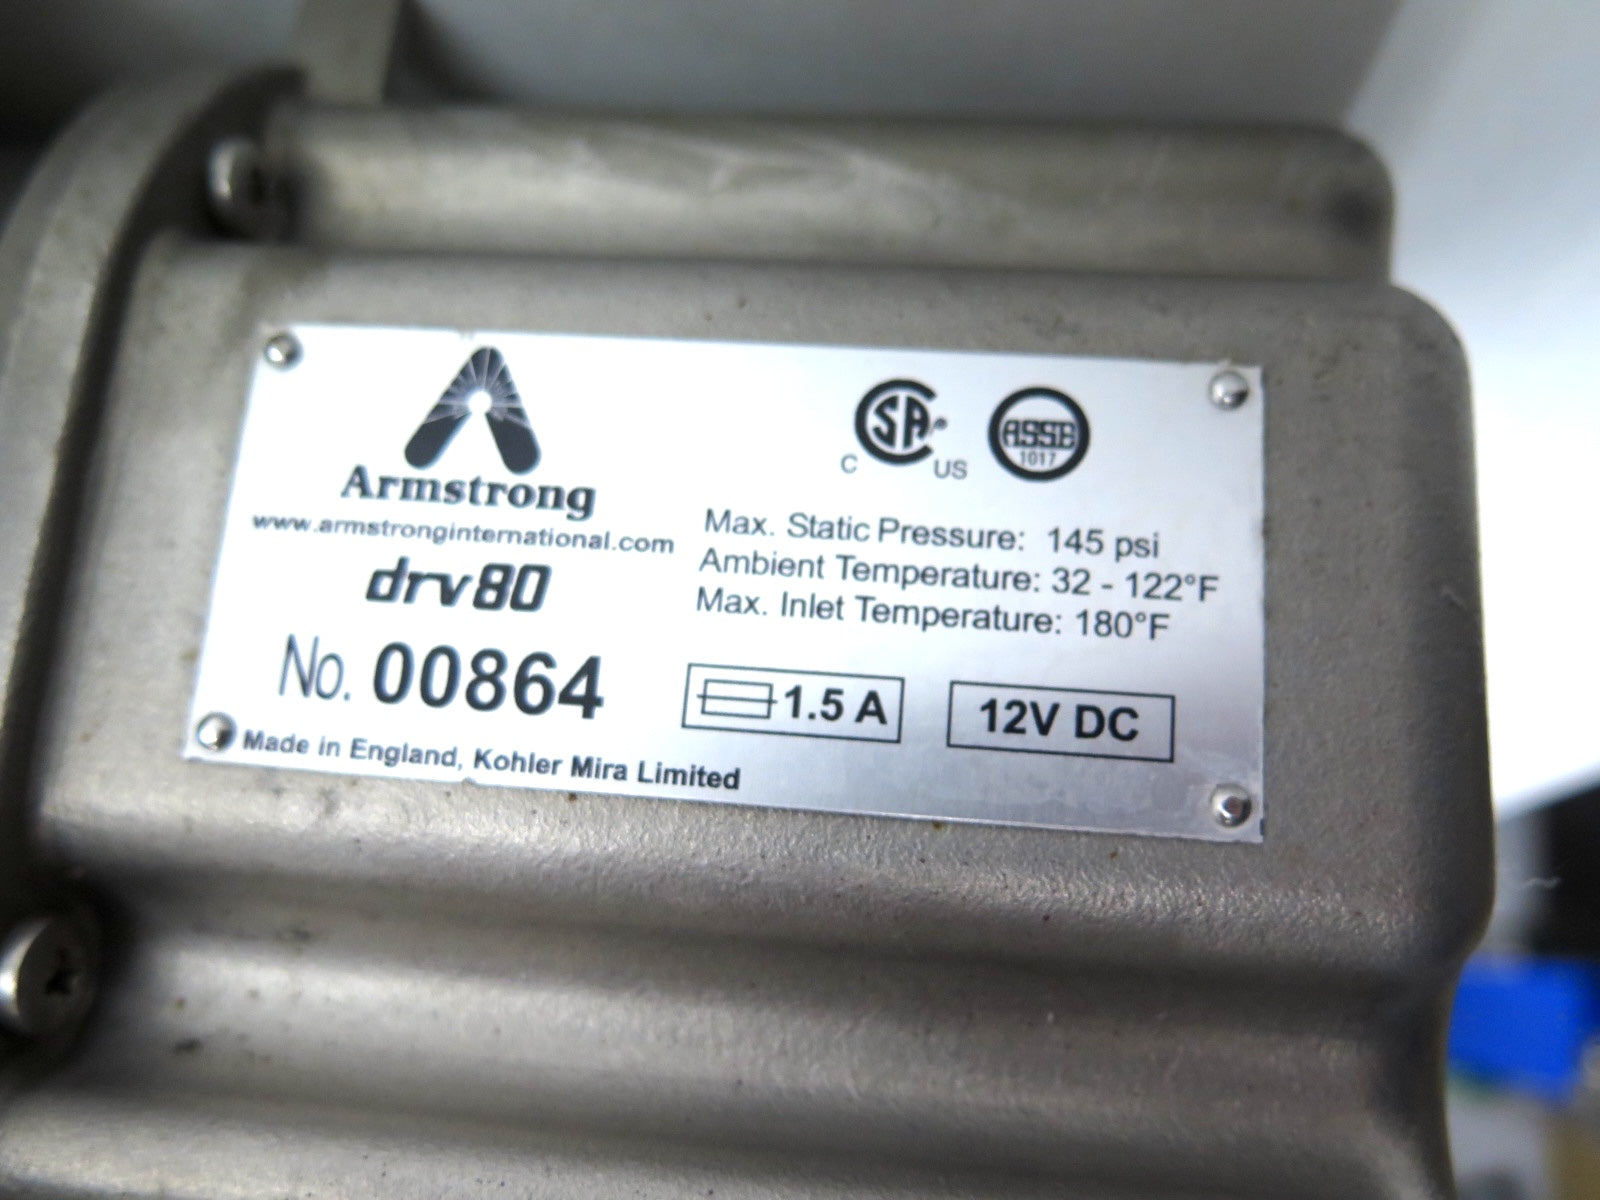 Armstrong
www.armstronginternational.com
drv80
No. 00864
Made in England, Kohler Mira Limited
SA
C US
ASSE
1017
Max. Static Pressure: 145 psi
Ambient Temperature: 32 - 122°F
Max. Inlet Temperature: 180°F
1.5 A
12V DC